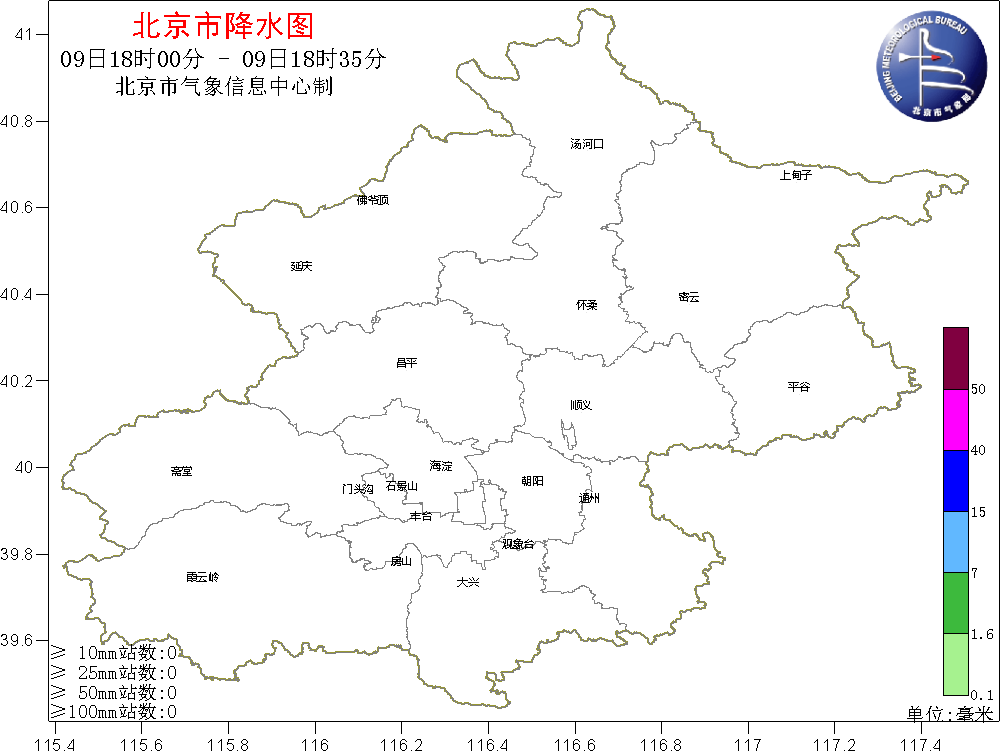 北京市降水图
09日18时00分 - 09日18时35分
北京市气象信息中心制
BEIJING METEOROLOGICAL BUREAU
北京市气象局
41
40.8
40.6
40.4
40.2
40
39.8
39.6
汤河口
上甸子
佛爷顶
延庆
怀柔
密云
昌平
平谷
顺义
海淀
斋堂
朝阳
门头沟
石景山
通州
丰台
观象台
房山
霞云岭
大兴
50
40
15
7
1.6
0.1
单位:毫米
≥ 10mm站数:0
≥ 25mm站数:0
≥ 50mm站数:0
≥100mm站数:0
115.4 115.6 115.8 116 116.2 116.4 116.6 116.8 117 117.2 117.4